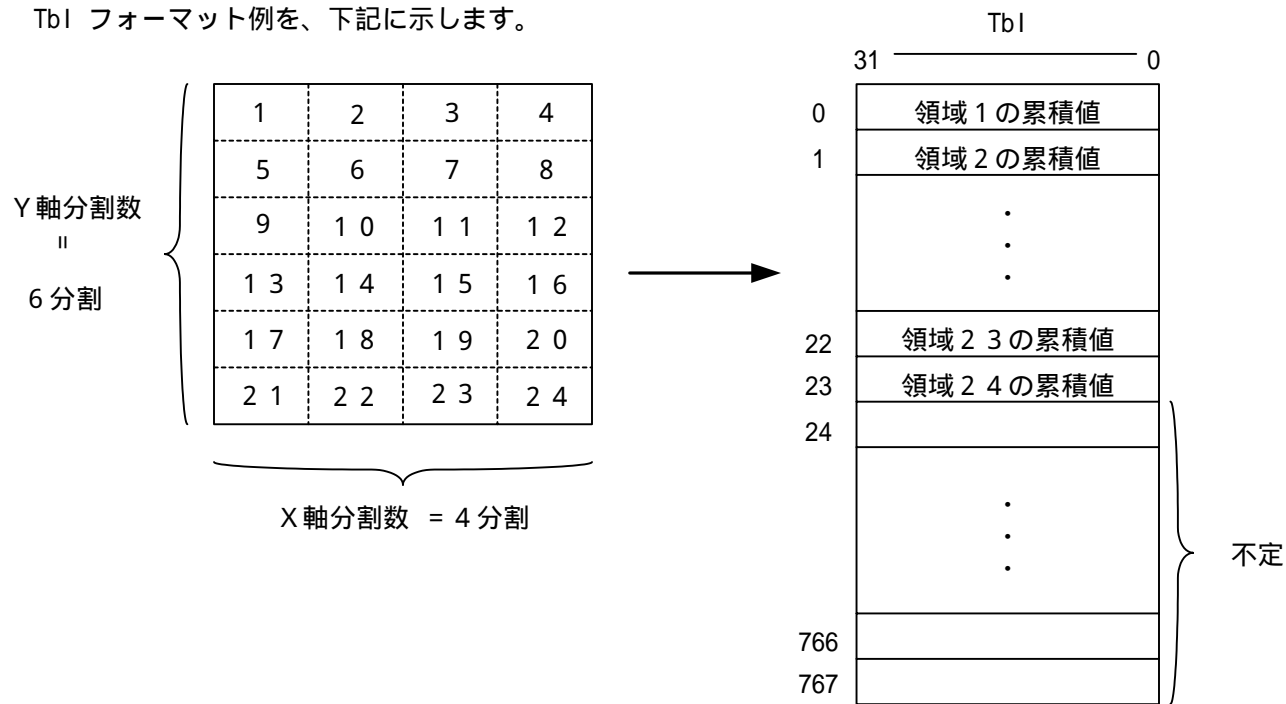 Tbl フォーマット例を、下記に示します。
Y軸分割数
=
6分割
1 2 3 4
5 6 7 8
9 10 11 12
13 14 15 16
17 18 19 20
21 22 23 24
X軸分割数 = 4分割
Tbl
31 0
0 領域1の累積値
1 領域2の累積値
・
・
・
22 領域23の累積値
23 領域24の累積値
24
・
・
・
不定
766
767